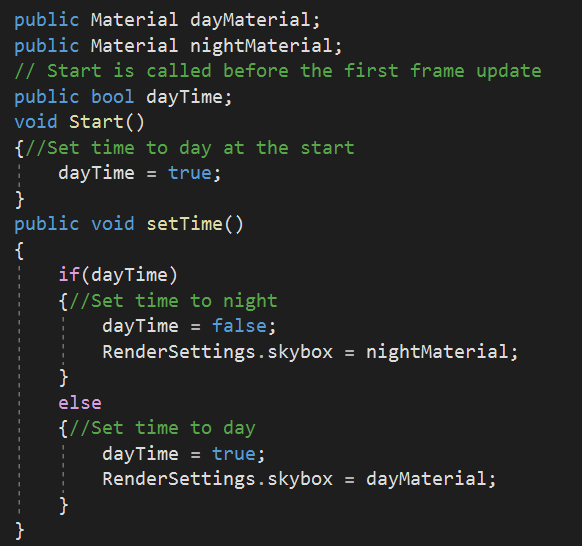 public Material dayMaterial;
public Material nightMaterial;
// Start is called before the first frame update
public bool dayTime;
void Start()
{//Set time to day at the start
    dayTime = true;
}
public void setTime()
{
    if(dayTime)
    {//Set time to night
        dayTime = false;
        RenderSettings.skybox = nightMaterial;
    }
    else
    {//Set time to day
        dayTime = true;
        RenderSettings.skybox = dayMaterial;
    }
}